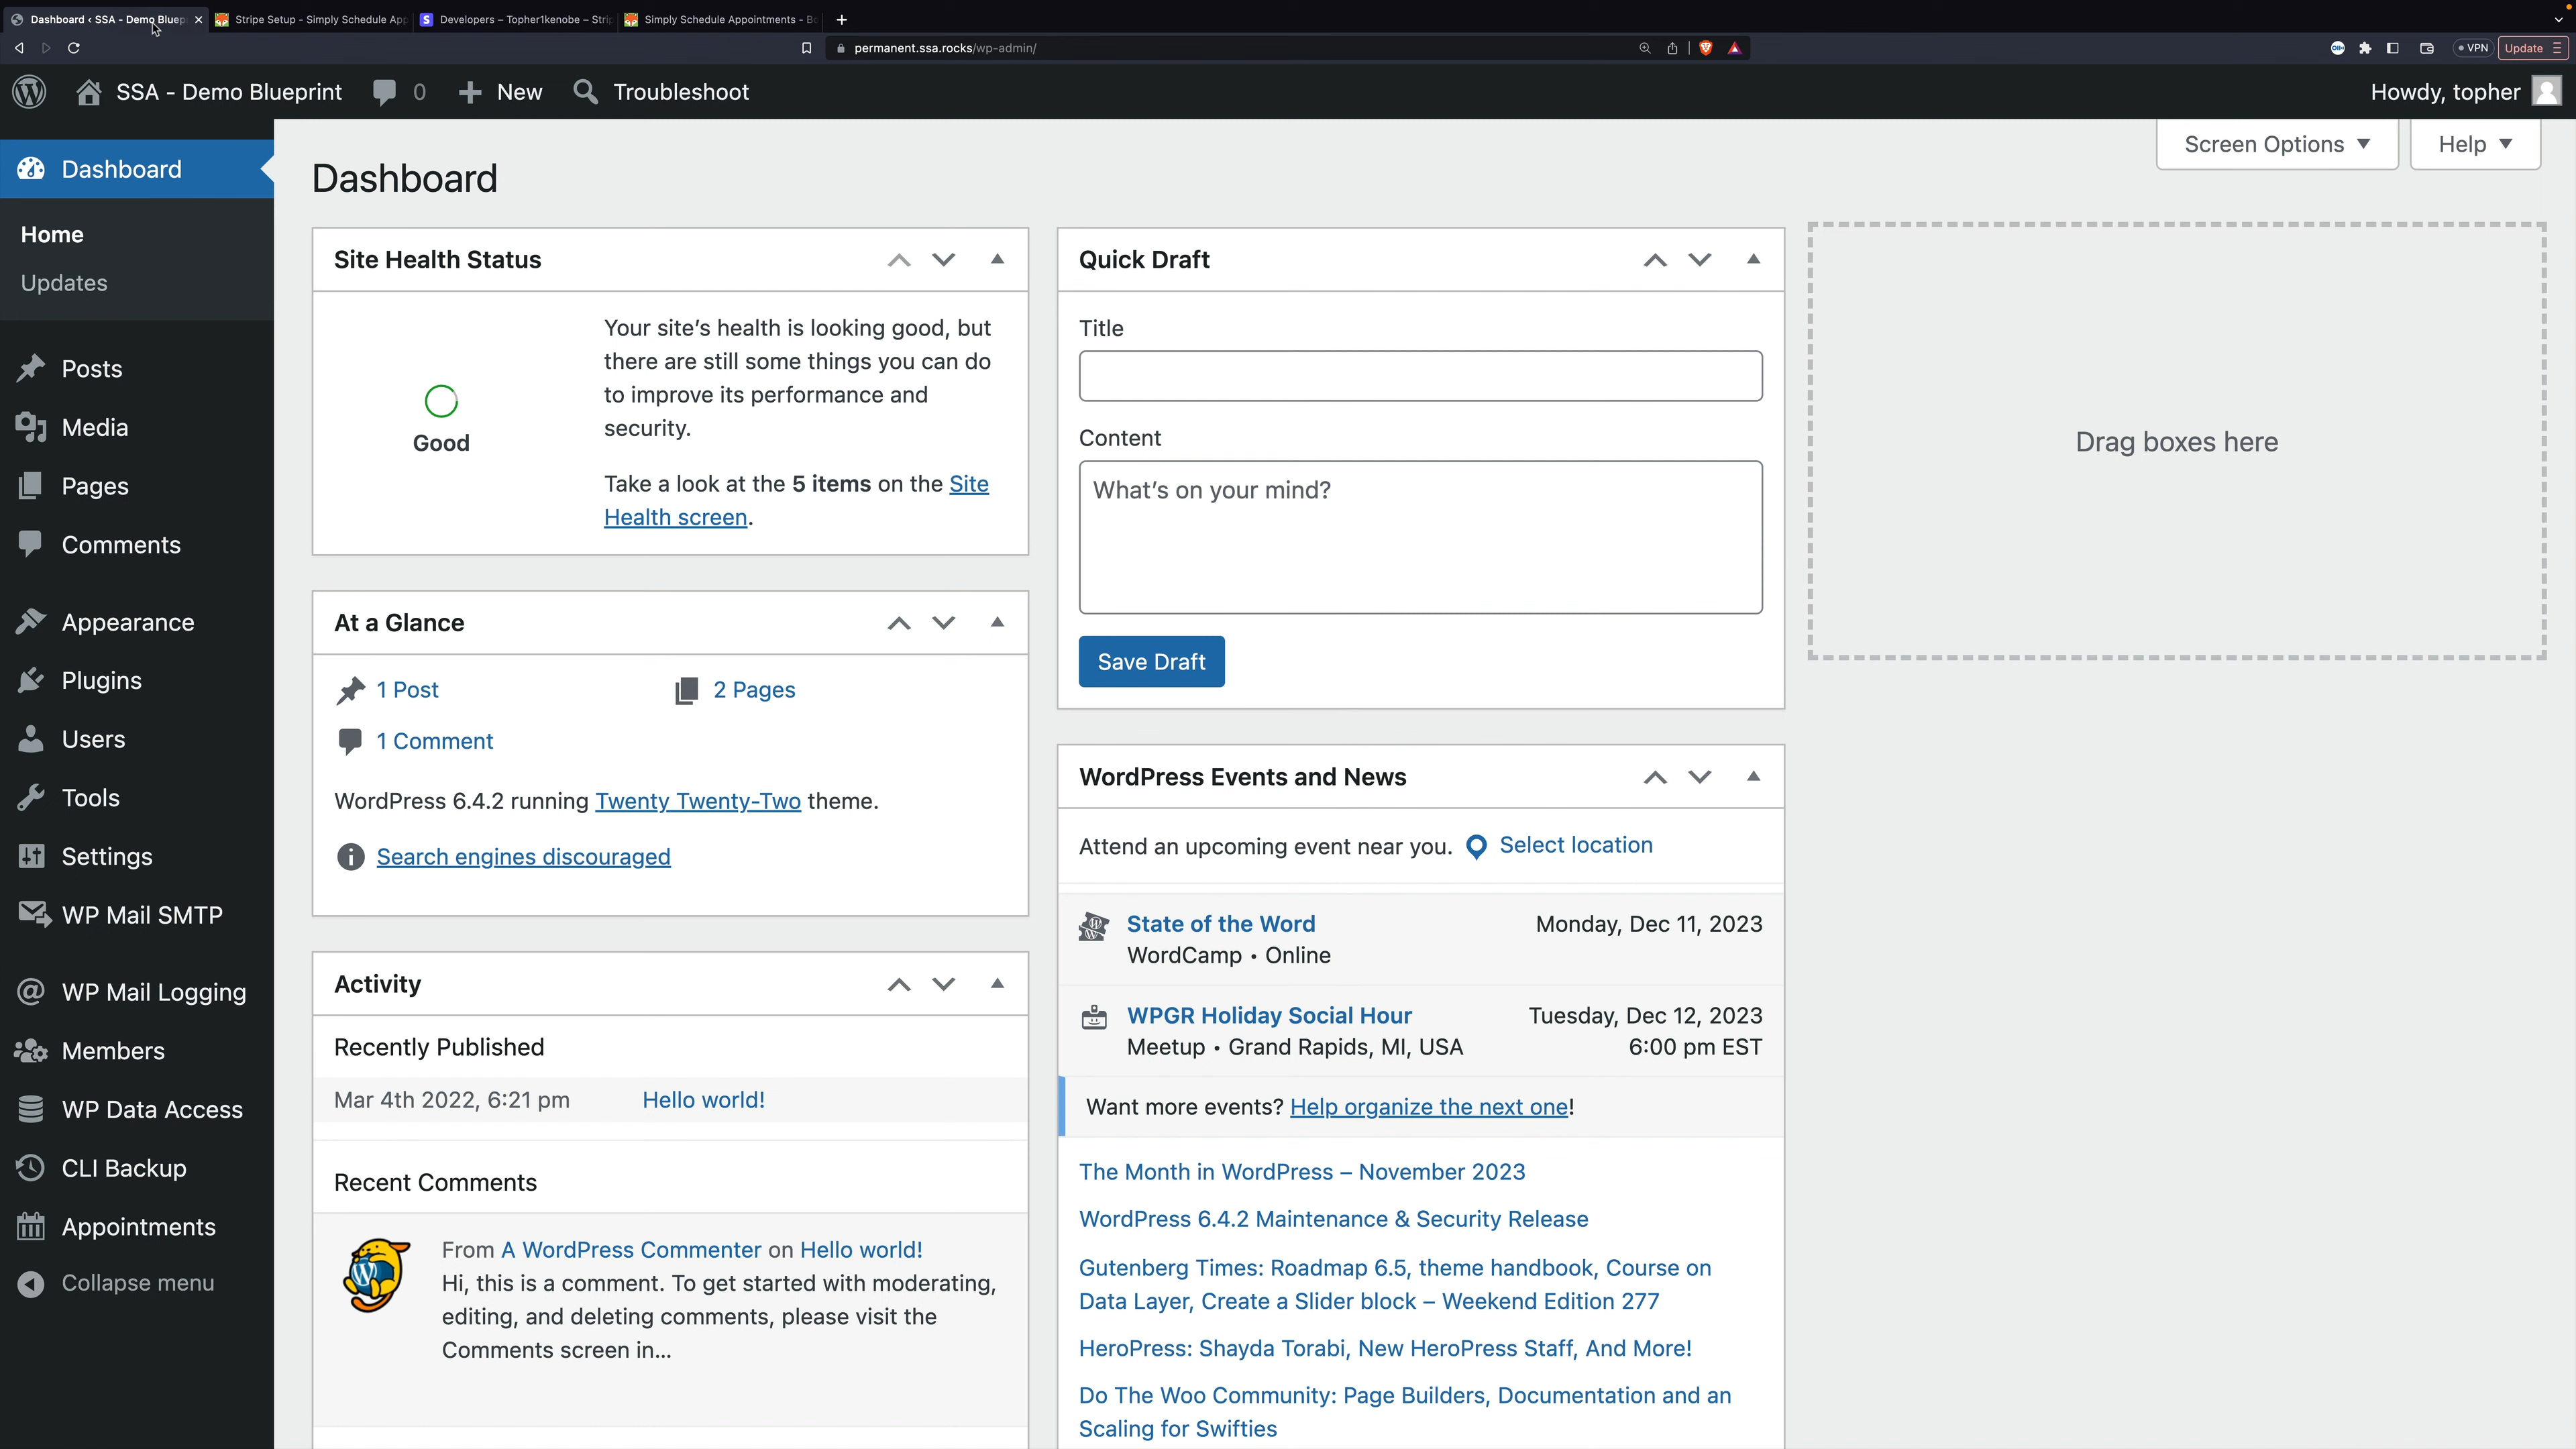 Dashboard ‹ SSA - Demo Bluep
Stripe Setup - Simply Schedule App
Developers – Topher1kenobe – Stri
Simply Schedule Appointments - Bo
permanent.ssa.rocks/wp-admin/
VPN
Update
SSA - Demo Blueprint
0
New
Troubleshoot
Howdy, topher
Dashboard
Home
Updates
Posts
Media
Pages
Comments
Appearance
Plugins
Users
Tools
Settings
WP Mail SMTP
WP Mail Logging
Members
WP Data Access
CLI Backup
Appointments
Collapse menu
Screen Options
Help
Dashboard
Site Health Status
Good
Your site’s health is looking good, but
there are still some things you can do
to improve its performance and
security.
Take a look at the 5 items on the Site
Health screen.
At a Glance
1 Post
2 Pages
1 Comment
WordPress 6.4.2 running Twenty Twenty-Two theme.
Search engines discouraged
Activity
Recently Published
Mar 4th 2022, 6:21 pm
Hello world!
Recent Comments
From A WordPress Commenter on Hello world!
Hi, this is a comment. To get started with moderating,
editing, and deleting comments, please visit the
Comments screen in…
Quick Draft
Title
Content
What’s on your mind?
Save Draft
WordPress Events and News
Attend an upcoming event near you.
Select location
State of the Word
Monday, Dec 11, 2023
WordCamp • Online
WPGR Holiday Social Hour
Tuesday, Dec 12, 2023
Meetup • Grand Rapids, MI, USA
6:00 pm EST
Want more events? Help organize the next one!
The Month in WordPress – November 2023
WordPress 6.4.2 Maintenance & Security Release
Gutenberg Times: Roadmap 6.5, theme handbook, Course on
Data Layer, Create a Slider block – Weekend Edition 277
HeroPress: Shayda Torabi, New HeroPress Staff, And More!
Do The Woo Community: Page Builders, Documentation and an
Scaling for Swifties
Drag boxes here